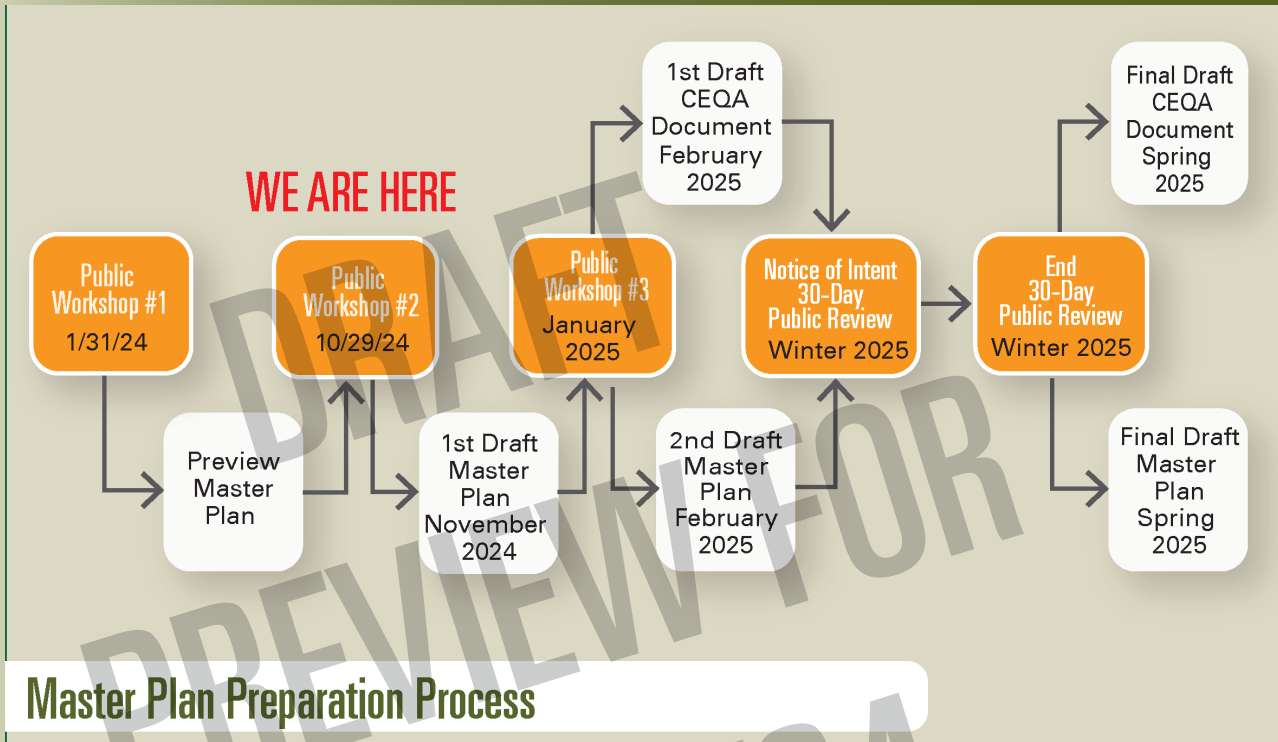 1st Draft
CEQA
Document
February
2025
Final Draft
CEQA
Document
Spring
2025
WE ARE HERE
Public
Workshop #1
1/31/24
Public
Workshop #2
10/29/24
Public
Workshop #3
January
2025
Notice of Intent
30-Day
Public Review
Winter 2025
End
30-Day
Public Review
Winter 2025
Preview
Master
Plan
1st Draft
Master
Plan
November
2024
2nd Draft
Master
Plan
February
2025
Final Draft
Master
Plan
Spring
2025
DRAFT
PREVIEW FOR
Master Plan Preparation Process